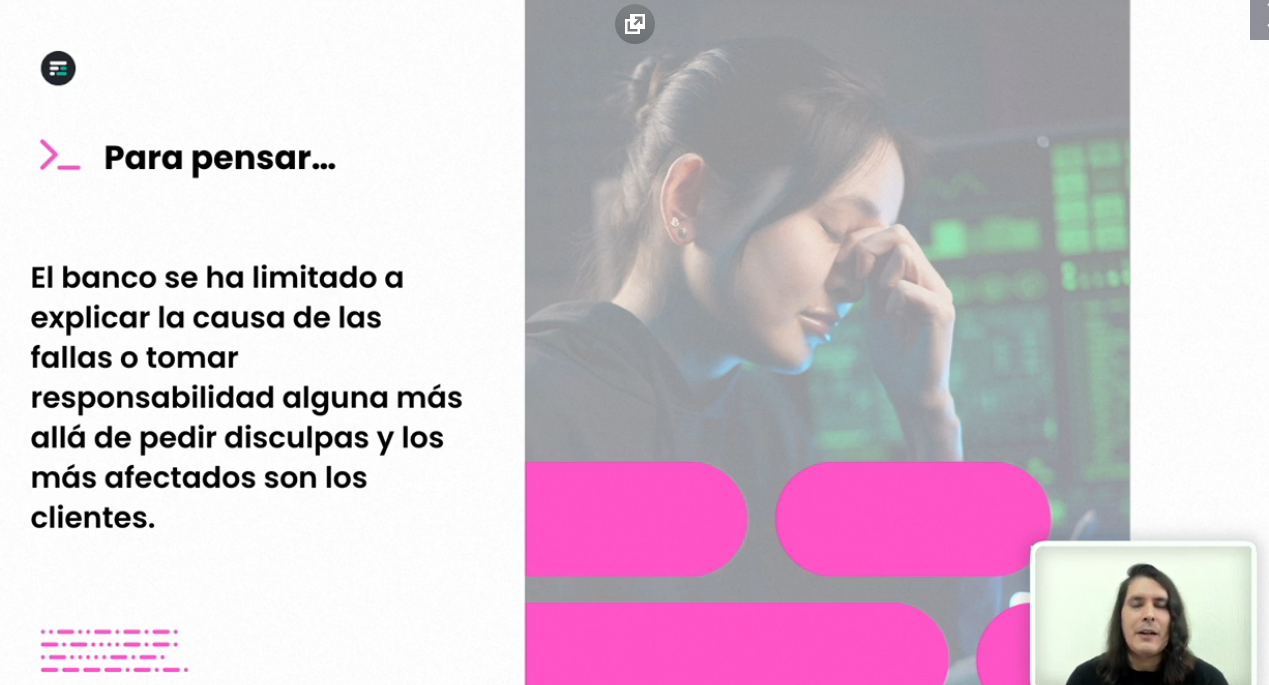 Para pensar...
El banco se ha limitado a
explicar la causa de las
fallas o tomar
responsabilidad alguna más
allá de pedir disculpas y los
más afectados son los
clientes.